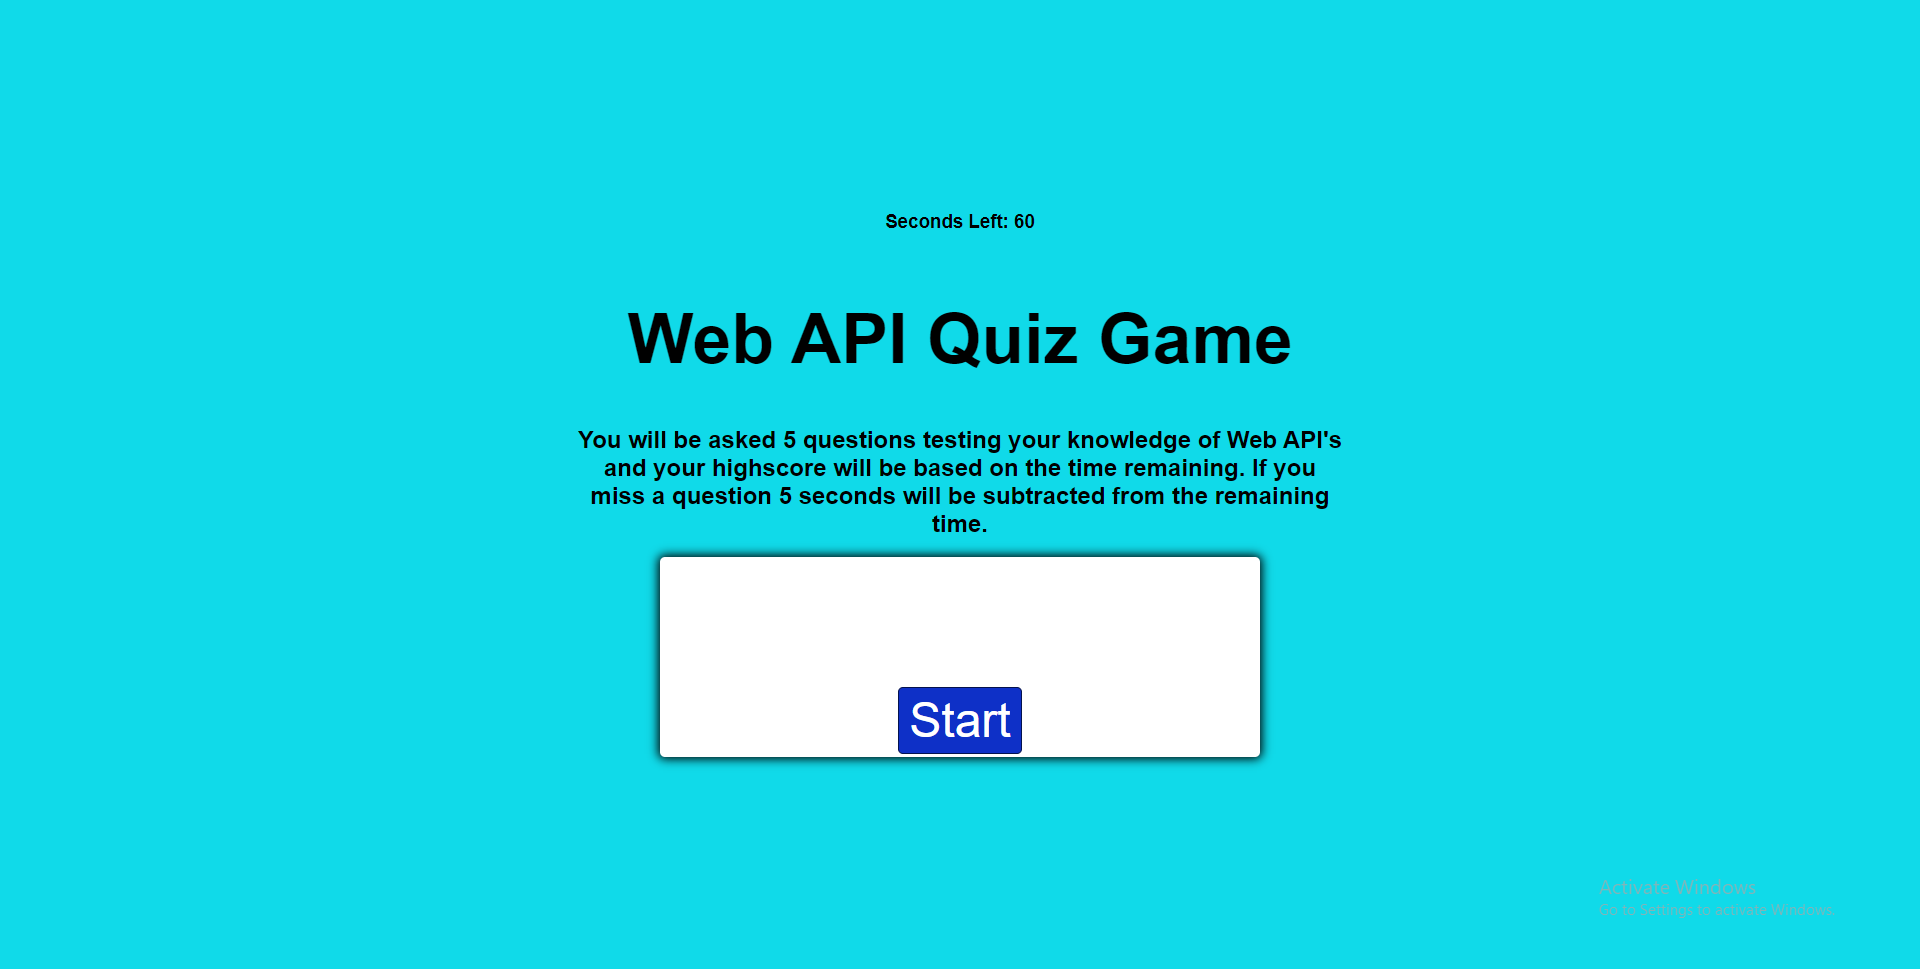 Seconds Left: 60
Web API Quiz Game
You will be asked 5 questions testing your knowledge of Web API's
and your highscore will be based on the time remaining. If you
miss a question 5 seconds will be subtracted from the remaining
time.
Start
Activate Windows
Go to Settings to activate Windows.